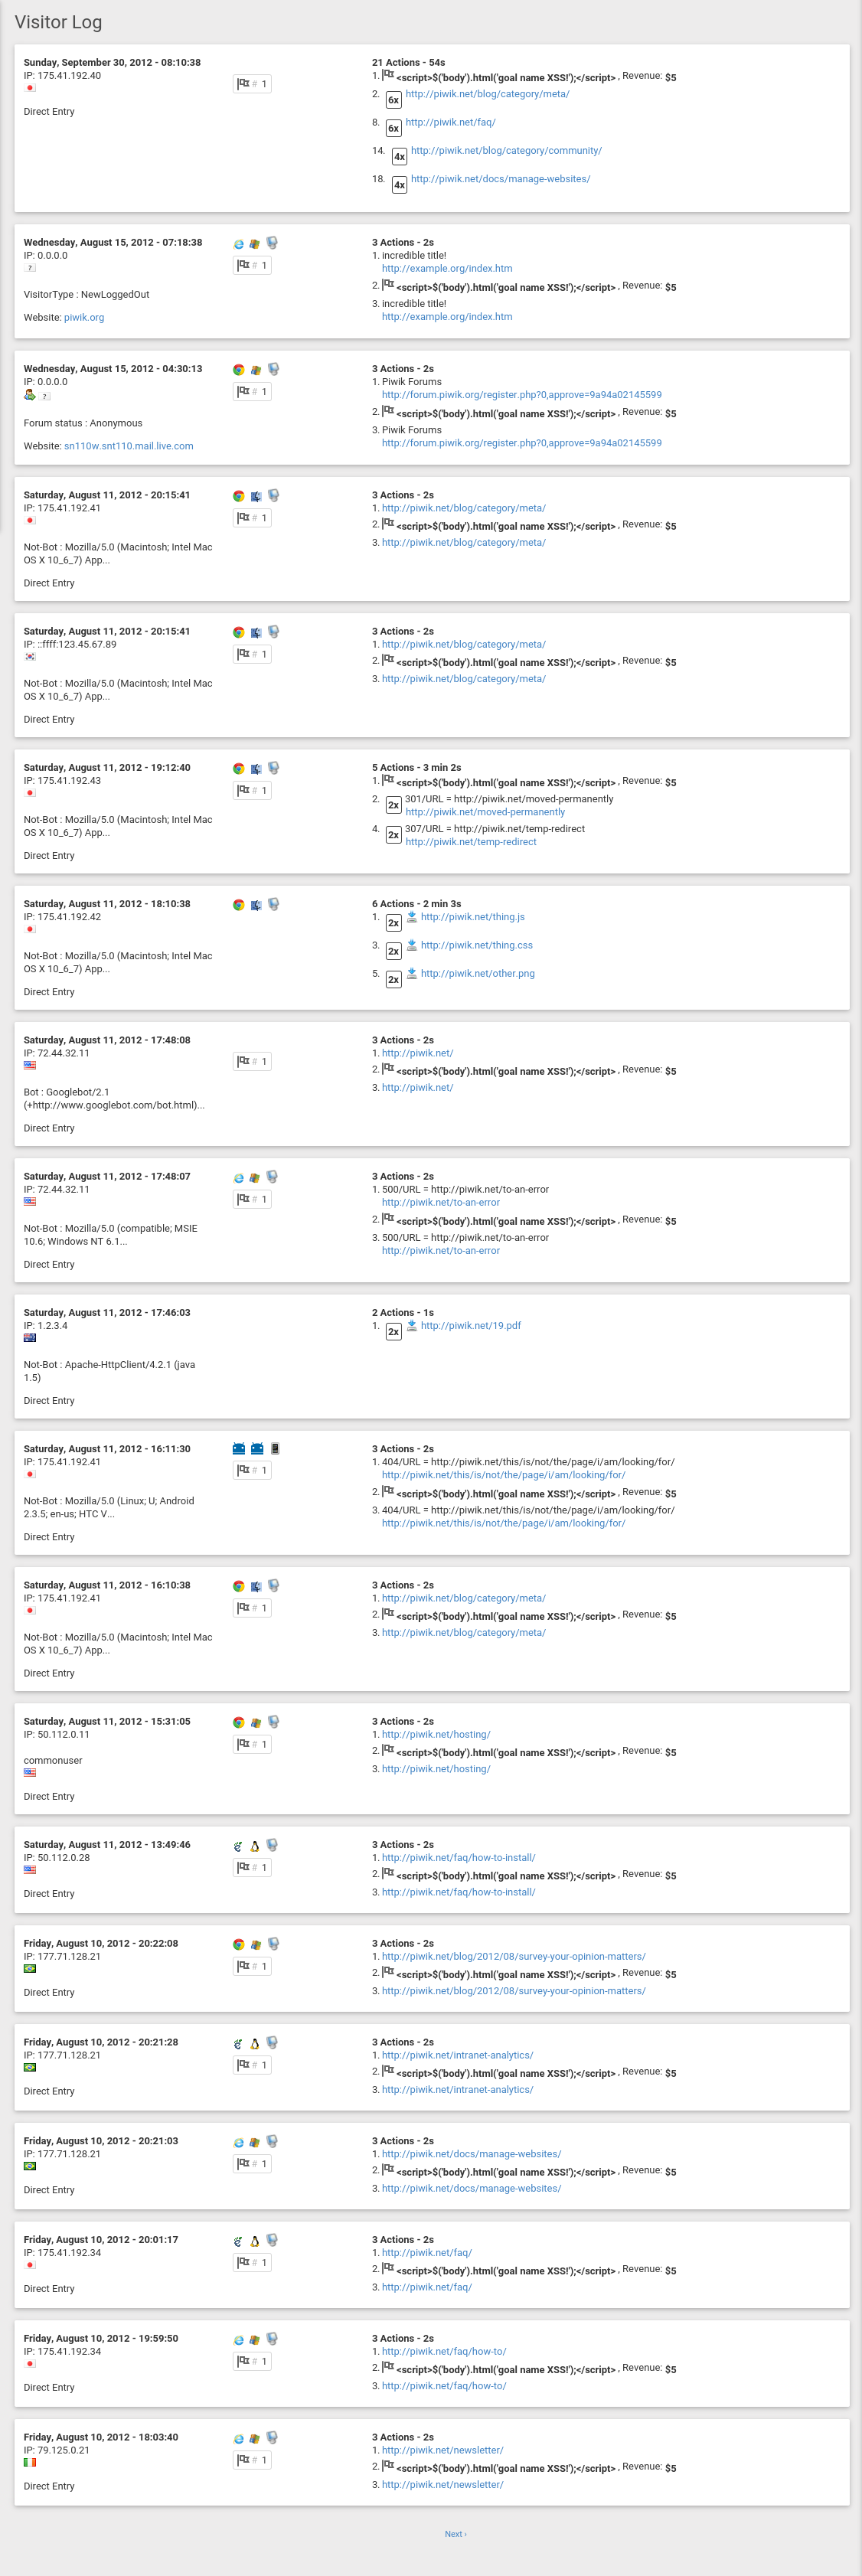 Visitor Log
Sunday, September 30, 2012 - 08:10:38
IP: 175.41.192.40
Direct Entry
# 1
21 Actions - 54s
1. <script>$('body').html('goal name XSS!');</script> , Revenue: $5
2. 6x http://piwik.net/blog/category/meta/
8. 6x http://piwik.net/faq/
14. 4x http://piwik.net/blog/category/community/
18. 4x http://piwik.net/docs/manage-websites/
Wednesday, August 15, 2012 - 07:18:38
IP: 0.0.0.0
?
VisitorType : NewLoggedOut
Website: piwik.org
# 1
3 Actions - 2s
1. incredible title!
http://example.org/index.htm
2. <script>$('body').html('goal name XSS!');</script> , Revenue: $5
3. incredible title!
http://example.org/index.htm
Wednesday, August 15, 2012 - 04:30:13
IP: 0.0.0.0
?
Forum status : Anonymous
Website: sn110w.snt110.mail.live.com
# 1
3 Actions - 2s
1. Piwik Forums
http://forum.piwik.org/register.php?0,approve=9a94a02145599
2. <script>$('body').html('goal name XSS!');</script> , Revenue: $5
3. Piwik Forums
http://forum.piwik.org/register.php?0,approve=9a94a02145599
Saturday, August 11, 2012 - 20:15:41
IP: 175.41.192.41
Not-Bot : Mozilla/5.0 (Macintosh; Intel Mac
OS X 10_6_7) App...
Direct Entry
# 1
3 Actions - 2s
1. http://piwik.net/blog/category/meta/
2. <script>$('body').html('goal name XSS!');</script> , Revenue: $5
3. http://piwik.net/blog/category/meta/
Saturday, August 11, 2012 - 20:15:41
IP: ::ffff:123.45.67.89
Not-Bot : Mozilla/5.0 (Macintosh; Intel Mac
OS X 10_6_7) App...
Direct Entry
# 1
3 Actions - 2s
1. http://piwik.net/blog/category/meta/
2. <script>$('body').html('goal name XSS!');</script> , Revenue: $5
3. http://piwik.net/blog/category/meta/
Saturday, August 11, 2012 - 19:12:40
IP: 175.41.192.43
Not-Bot : Mozilla/5.0 (Macintosh; Intel Mac
OS X 10_6_7) App...
Direct Entry
# 1
5 Actions - 3 min 2s
1. <script>$('body').html('goal name XSS!');</script> , Revenue: $5
2. 2x 301/URL = http://piwik.net/moved-permanently
http://piwik.net/moved-permanently
4. 2x 307/URL = http://piwik.net/temp-redirect
http://piwik.net/temp-redirect
Saturday, August 11, 2012 - 18:10:38
IP: 175.41.192.42
Not-Bot : Mozilla/5.0 (Macintosh; Intel Mac
OS X 10_6_7) App...
Direct Entry
6 Actions - 2 min 3s
1. 2x http://piwik.net/thing.js
3. 2x http://piwik.net/thing.css
5. 2x http://piwik.net/other.png
Saturday, August 11, 2012 - 17:48:08
IP: 72.44.32.11
Bot : Googlebot/2.1
(+http://www.googlebot.com/bot.html)...
Direct Entry
# 1
3 Actions - 2s
1. http://piwik.net/
2. <script>$('body').html('goal name XSS!');</script> , Revenue: $5
3. http://piwik.net/
Saturday, August 11, 2012 - 17:48:07
IP: 72.44.32.11
Not-Bot : Mozilla/5.0 (compatible; MSIE
10.6; Windows NT 6.1...
Direct Entry
# 1
3 Actions - 2s
1. 500/URL = http://piwik.net/to-an-error
http://piwik.net/to-an-error
2. <script>$('body').html('goal name XSS!');</script> , Revenue: $5
3. 500/URL = http://piwik.net/to-an-error
http://piwik.net/to-an-error
Saturday, August 11, 2012 - 17:46:03
IP: 1.2.3.4
Not-Bot : Apache-HttpClient/4.2.1 (java
1.5)
Direct Entry
2 Actions - 1s
1. 2x http://piwik.net/19.pdf
Saturday, August 11, 2012 - 16:11:30
IP: 175.41.192.41
Not-Bot : Mozilla/5.0 (Linux; U; Android
2.3.5; en-us; HTC V...
Direct Entry
# 1
3 Actions - 2s
1. 404/URL = http://piwik.net/this/is/not/the/page/i/am/looking/for/
http://piwik.net/this/is/not/the/page/i/am/looking/for/
2. <script>$('body').html('goal name XSS!');</script> , Revenue: $5
3. 404/URL = http://piwik.net/this/is/not/the/page/i/am/looking/for/
http://piwik.net/this/is/not/the/page/i/am/looking/for/
Saturday, August 11, 2012 - 16:10:38
IP: 175.41.192.41
Not-Bot : Mozilla/5.0 (Macintosh; Intel Mac
OS X 10_6_7) App...
Direct Entry
# 1
3 Actions - 2s
1. http://piwik.net/blog/category/meta/
2. <script>$('body').html('goal name XSS!');</script> , Revenue: $5
3. http://piwik.net/blog/category/meta/
Saturday, August 11, 2012 - 15:31:05
IP: 50.112.0.11
commonuser
Direct Entry
# 1
3 Actions - 2s
1. http://piwik.net/hosting/
2. <script>$('body').html('goal name XSS!');</script> , Revenue: $5
3. http://piwik.net/hosting/
Saturday, August 11, 2012 - 13:49:46
IP: 50.112.0.28
Direct Entry
# 1
3 Actions - 2s
1. http://piwik.net/faq/how-to-install/
2. <script>$('body').html('goal name XSS!');</script> , Revenue: $5
3. http://piwik.net/faq/how-to-install/
Friday, August 10, 2012 - 20:22:08
IP: 177.71.128.21
Direct Entry
# 1
3 Actions - 2s
1. http://piwik.net/blog/2012/08/survey-your-opinion-matters/
2. <script>$('body').html('goal name XSS!');</script> , Revenue: $5
3. http://piwik.net/blog/2012/08/survey-your-opinion-matters/
Friday, August 10, 2012 - 20:21:28
IP: 177.71.128.21
Direct Entry
# 1
3 Actions - 2s
1. http://piwik.net/intranet-analytics/
2. <script>$('body').html('goal name XSS!');</script> , Revenue: $5
3. http://piwik.net/intranet-analytics/
Friday, August 10, 2012 - 20:21:03
IP: 177.71.128.21
Direct Entry
# 1
3 Actions - 2s
1. http://piwik.net/docs/manage-websites/
2. <script>$('body').html('goal name XSS!');</script> , Revenue: $5
3. http://piwik.net/docs/manage-websites/
Friday, August 10, 2012 - 20:01:17
IP: 175.41.192.34
Direct Entry
# 1
3 Actions - 2s
1. http://piwik.net/faq/
2. <script>$('body').html('goal name XSS!');</script> , Revenue: $5
3. http://piwik.net/faq/
Friday, August 10, 2012 - 19:59:50
IP: 175.41.192.34
Direct Entry
# 1
3 Actions - 2s
1. http://piwik.net/faq/how-to/
2. <script>$('body').html('goal name XSS!');</script> , Revenue: $5
3. http://piwik.net/faq/how-to/
Friday, August 10, 2012 - 18:03:40
IP: 79.125.0.21
Direct Entry
# 1
3 Actions - 2s
1. http://piwik.net/newsletter/
2. <script>$('body').html('goal name XSS!');</script> , Revenue: $5
3. http://piwik.net/newsletter/
Next ›